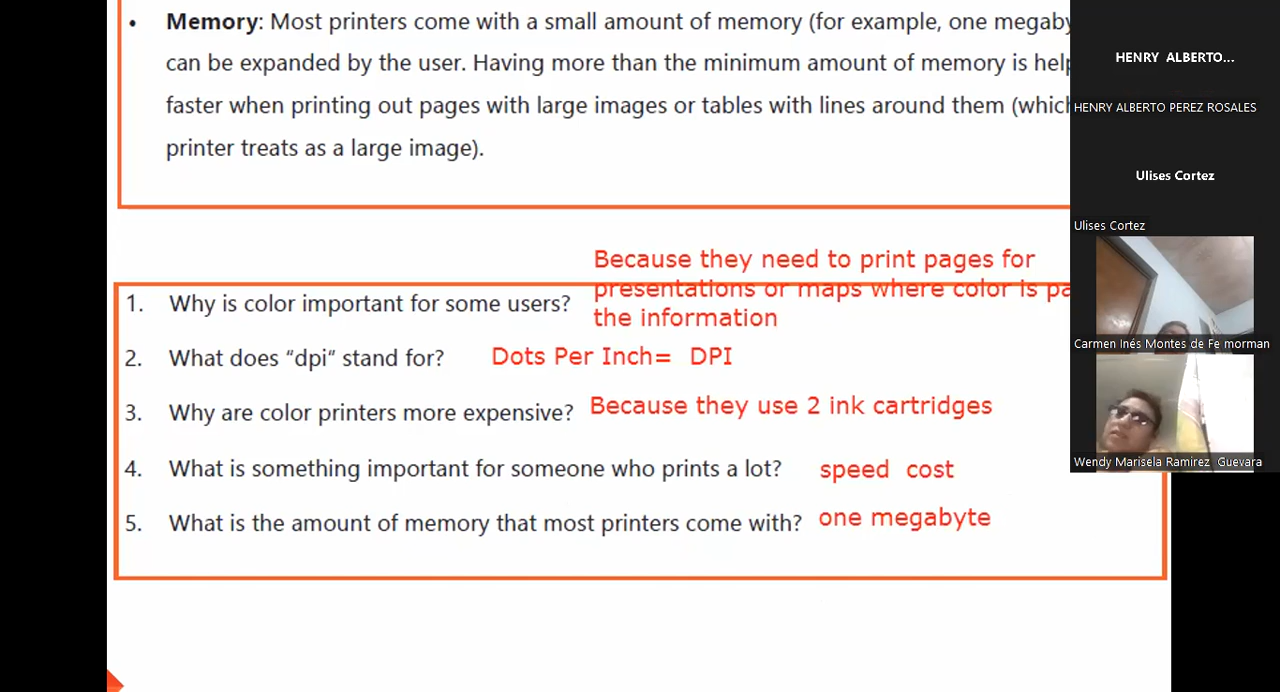 • Memory: Most printers come with a small amount of memory (for example, one megaby
can be expanded by the user. Having more than the minimum amount of memory is help
faster when printing out pages with large images or tables with lines around them (which
printer treats as a large image).
Because they need to print pages for
presentations or maps where color is pa
the information
1. Why is color important for some users?
2. What does “dpi“ stand for? Dots Per Inch= DPI
3. Why are color printers more expensive? Because they use 2 ink cartridges
4. What is something important for someone who prints a lot? speed cost
5. What is the amount of memory that most printers come with? one megabyte
HENRY ALBERTO...
HENRY ALBERTO PEREZ ROSALES
Ulises Cortez
Ulises Cortez
Carmen Inés Montes de Fe morman
Wendy Marisela Ramirez Guevara